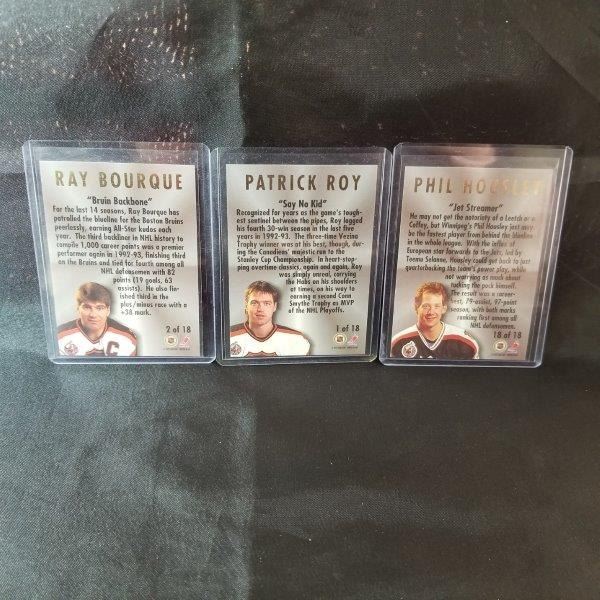 RAY BOURQUE
"Bruin Backbone"
For the last 14 seasons, Ray Bourque has
patrolled the blueline for the Boston Bruins
peerlessly, earning All-Star kudos each
year. The third backliner in NHL history to
compile 1,000 career points was a premier
performer again in 1992-93, finishing third
on the Bruins and tied for fourth among all
NHL defensemen with 82
points (19 goals, 63
assists). He also fin-
ished third in the
plus/minus race with a
+38 mark.
2 of 18
PATRICK ROY
"Say No Kid"
Recognized for years as the game's tough-
est sentinel between the pipes, Roy logged
his fourth 30-win season in the last five
years in 1992-93. The three-time Vezina
Trophy winner was at his best, though, dur-
ing the Canadiens' majestic run to the
Stanley Cup Championship. In heart-stop-
ping overtime classics, again and again, Roy
was simply unreal, carrying
the Habs on his shoulders
at times, on his way to
earning a second Conn
Smythe Trophy as MVP
of the NHL Playoffs.
1 of 18
PHIL HOUSLEY
"Jet Streamer"
He may not get the notoriety of a Leetch or a
Coffey, but Winnipeg's Phil Housley just may
be the fastest player from behind the blueline
in the whole league. With the influx of
European star forwards to the Jets, led by
Teemu Selanne, Housley could get back to just
quarterbacking the team's power play, while
not worrying as much about
tucking the puck himself.
The result was a career-
best, 79-assist, 97-point
season, with both marks
ranking first among all
NHL defensemen.
18 of 18